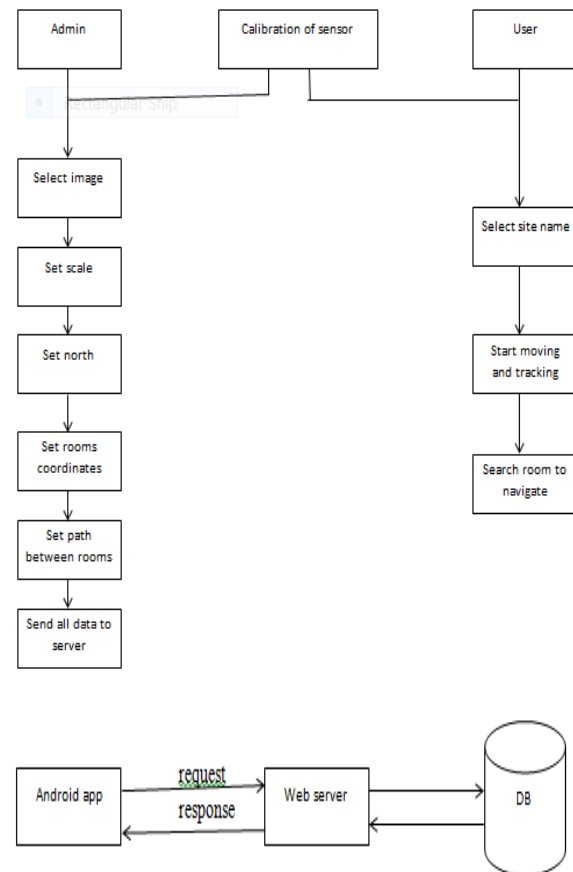 Admin
Calibration of sensor
User
Rectangular Ship
Select image
Select site name
Set scale
Set north
Start moving
and tracking
Set rooms
coordinates
Search room to
navigate
Set path
between rooms
Send all data to
server
request
Android app
Web server
DB
response